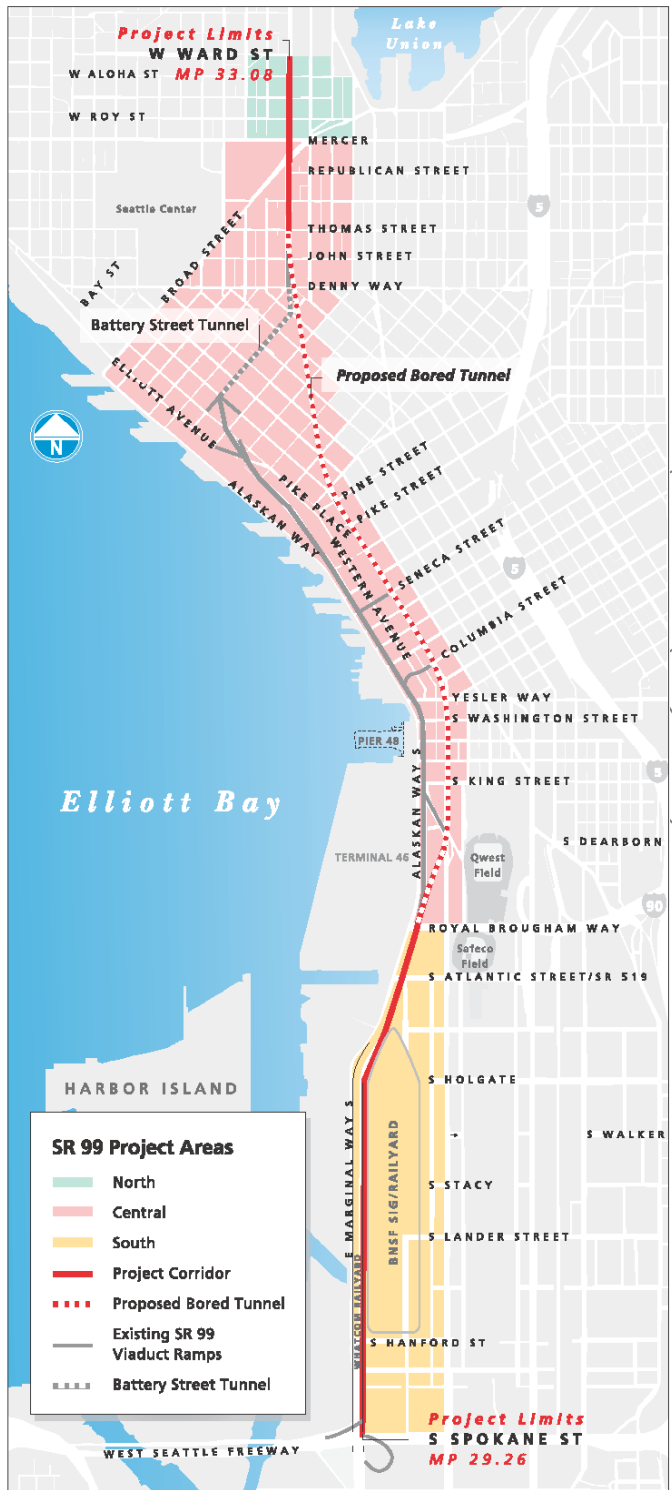 Lake
Union
Project Limits
W WARD ST
MP 33.08
W ALOHA ST
W ROY ST
MERCER
REPUBLICAN STREET
Seattle Center
5
THOMAS STREET
BROAD STREET
JOHN STREET
BAY ST
DENNY WAY
Battery Street Tunnel
ELLIOTT AVENUE
Proposed Bored Tunnel
N
PINE STREET
PIKE PLACE
PIKE STREET
ALASKAN WAY
WESTERN AVENUE
SENECA STREET
5
COLUMBIA STREET
YESLER WAY
S WASHINGTON STREET
PIER 48
ALASKAN WAY S
5
S KING STREET
Elliott Bay
S DEARBORN
TERMINAL 46
Qwest
Field
90
ROYAL BROUGHAM WAY
Safeco
Field
S ATLANTIC STREET/SR 519
HARBOR ISLAND
S HOLGATE
E MARGINAL WAY S
BNSF SIG/RAILYARD
S WALKER
S STACY
S LANDER STREET
WHATCOM RAILYARD
S HANFORD ST
SR 99 Project Areas
North
Central
South
Project Corridor
Proposed Bored Tunnel
Existing SR 99
Viaduct Ramps
Battery Street Tunnel
Project Limits
S SPOKANE ST
MP 29.26
WEST SEATTLE FREEWAY